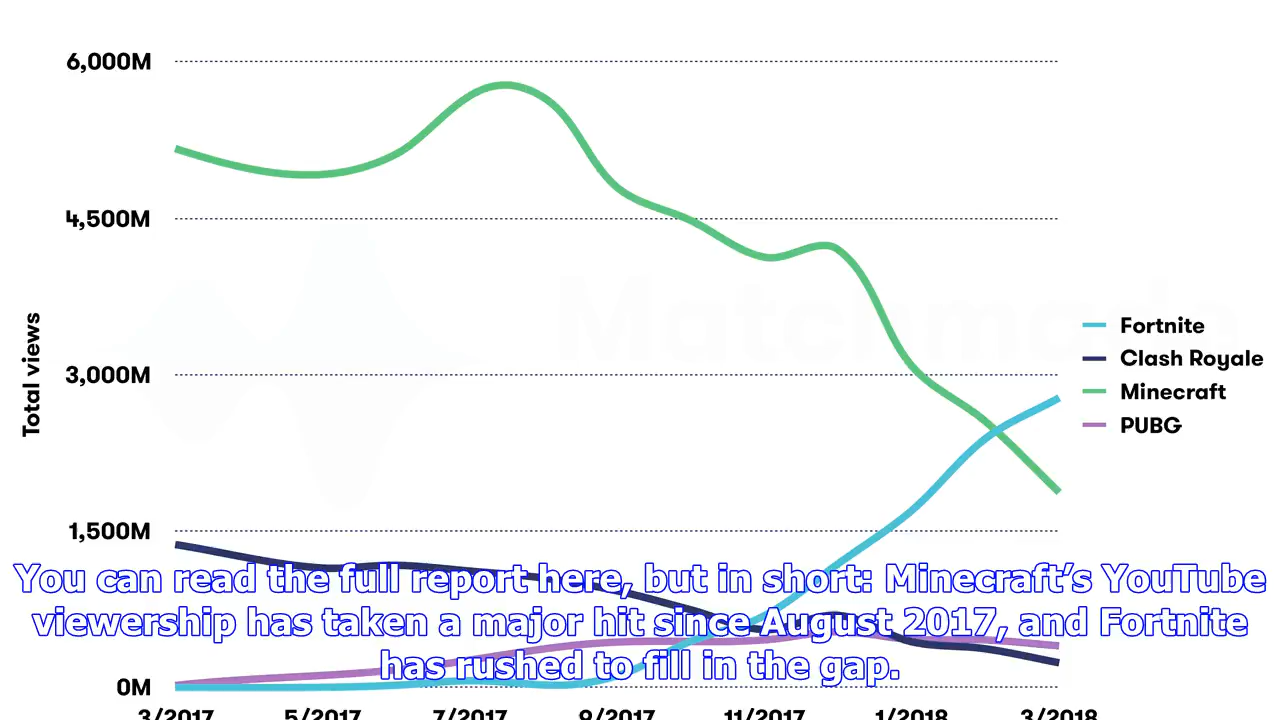 6,000M
4,500M
3,000M
1,500M
0M
Total views
Matchmade
Fortnite
Clash Royale
Minecraft
PUBG
You can read the full report here, but in short: Minecraft’s YouTube
viewership has taken a major hit since August 2017, and Fortnite
has rushed to fill in the gap.
3/2017 5/2017 7/2017 9/2017 11/2017 1/2018 3/2018